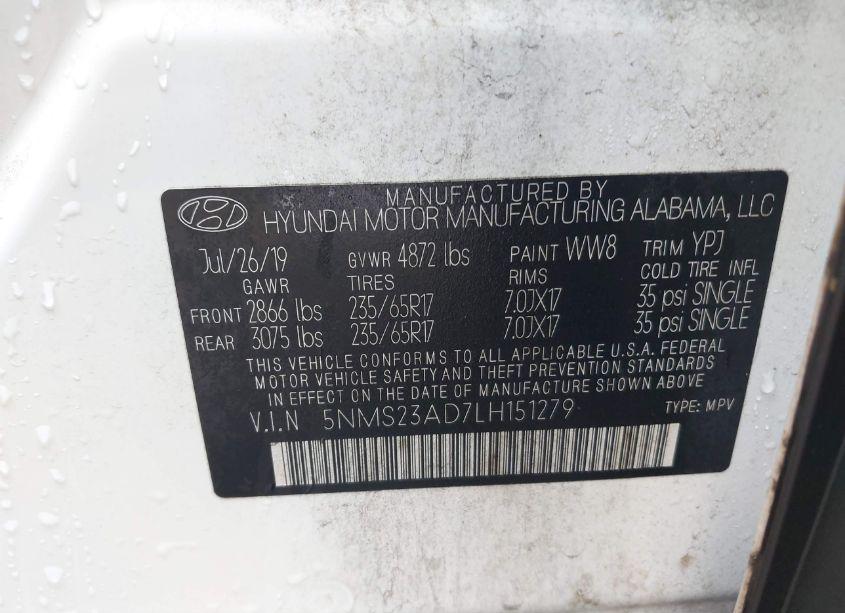 MANUFACTURED BY
HYUNDAI MOTOR MANUFACTURING ALABAMA, LLC
Jul/26/19 GVWR 4872 lbs PAINT WW8 TRIM YPJ
GAWR TIRES RIMS COLD TIRE INFL
FRONT 2866 lbs 235/65R17 7.0JX17 35 psi SINGLE
REAR 3075 lbs 235/65R17 7.0JX17 35 psi SINGLE
THIS VEHICLE CONFORMS TO ALL APPLICABLE U.S.A. FEDERAL
MOTOR VEHICLE SAFETY AND THEFT PREVENTION STANDARDS
IN EFFECT ON THE DATE OF MANUFACTURE SHOWN ABOVE
V.I.N 5NMS23AD7LH151279 TYPE: MPV